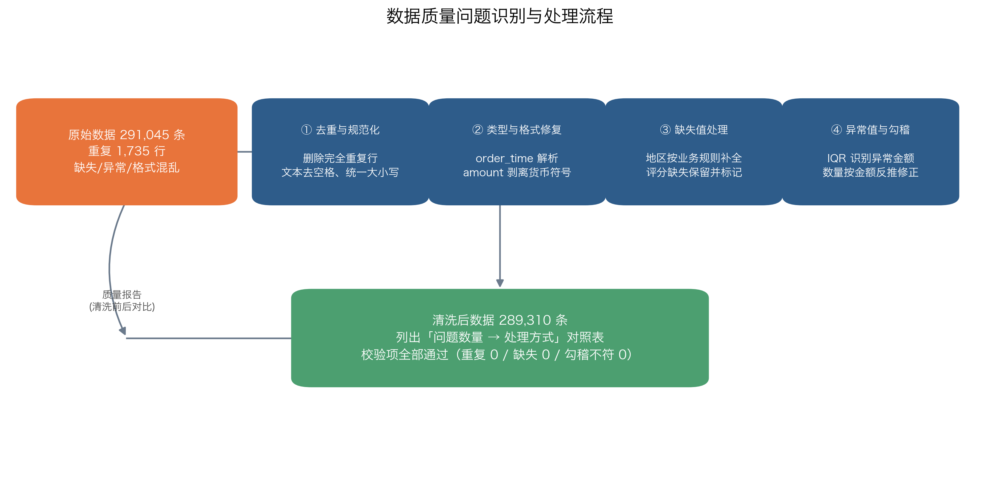 数据质量问题识别与处理流程
原始数据 291,045 条
重复 1,735 行
缺失/异常/格式混乱
① 去重与规范化
删除完全重复行
文本去空格、统一大小写
② 类型与格式修复
order_time 解析
amount 剥离货币符号
③ 缺失值处理
地区按业务规则补全
评分缺失保留并标记
④ 异常值与勾稽
IQR 识别异常金额
数量按金额反推修正
质量报告
(清洗前后对比)
清洗后数据 289,310 条
列出「问题数量 → 处理方式」对照表
校验项全部通过（重复 0 / 缺失 0 / 勾稽不符 0）